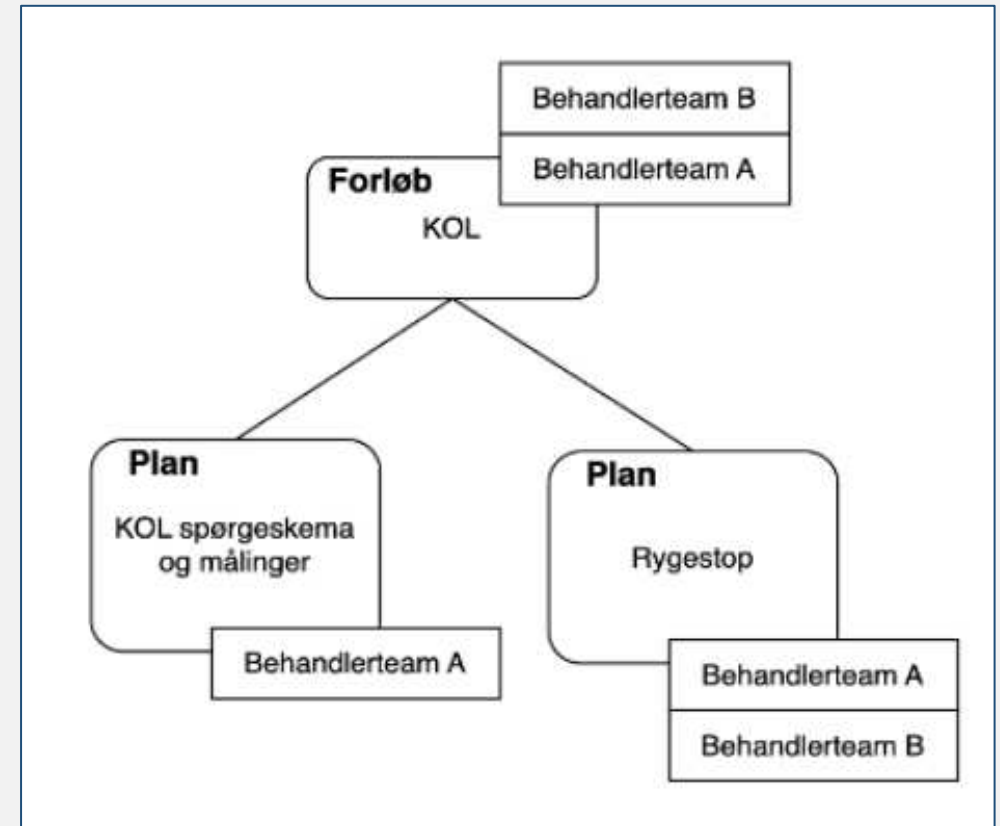 Behandlerteam B
Behandlerteam A
Forløb
KOL
Plan
KOL spørgeskema
og målinger
Behandlerteam A
Plan
Rygestop
Behandlerteam A
Behandlerteam B